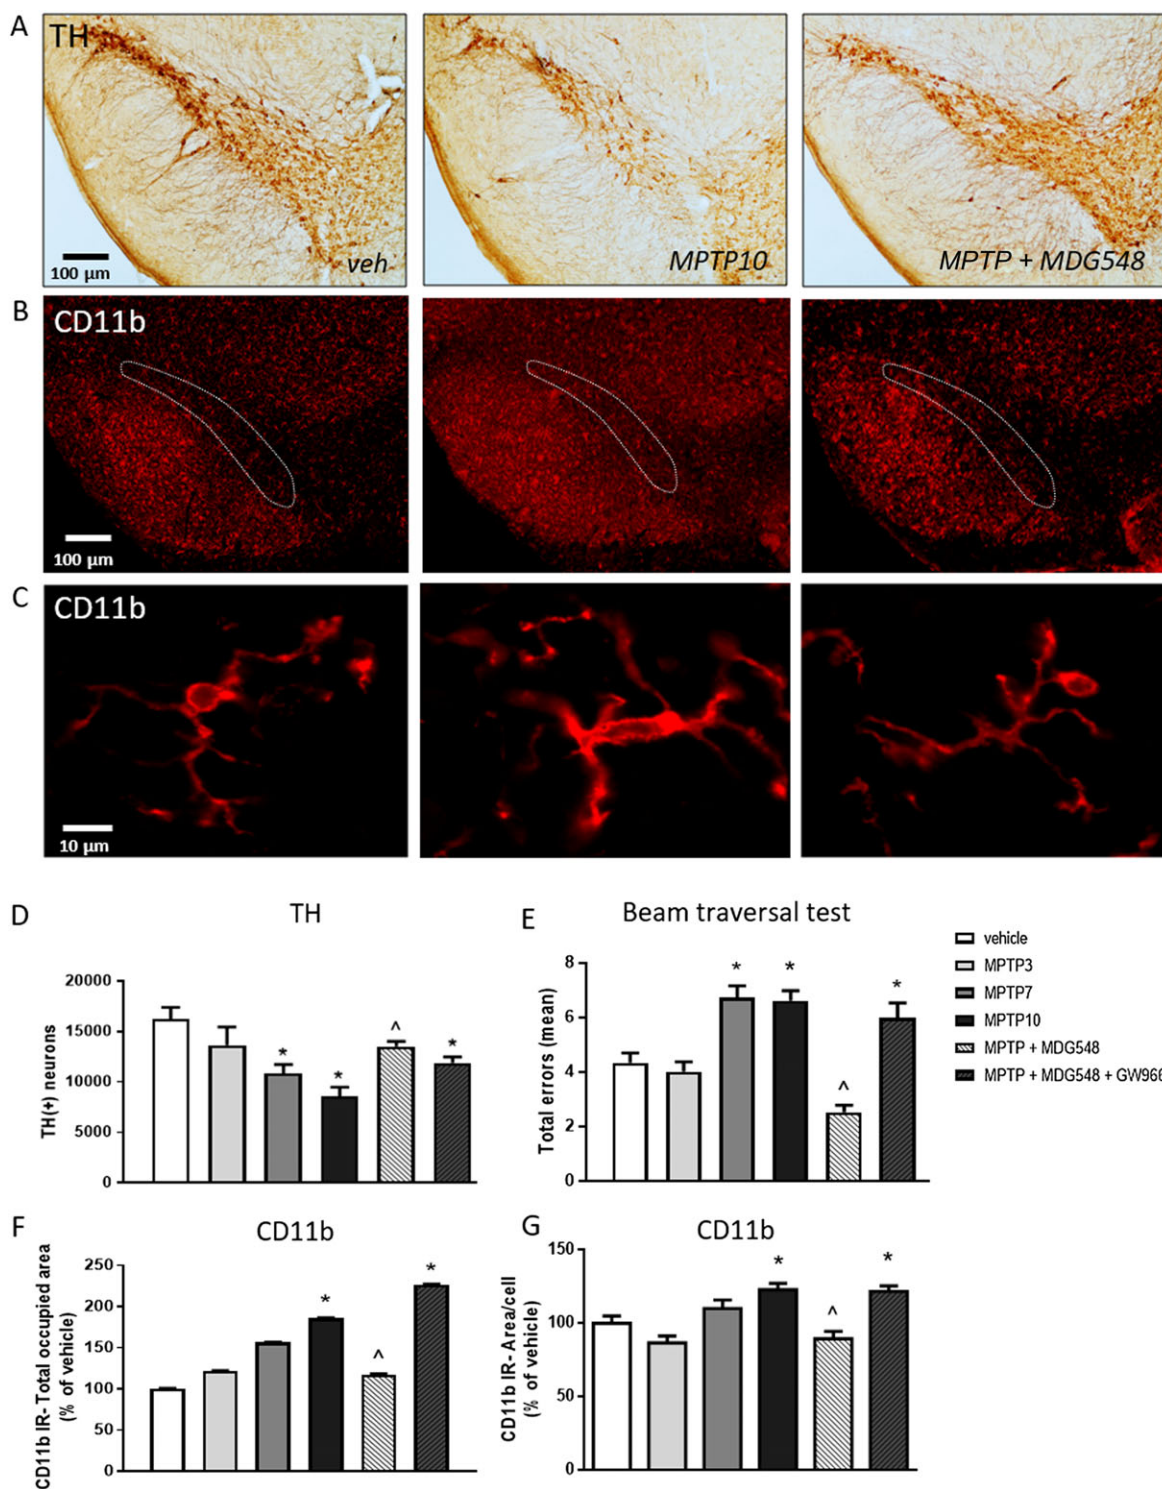 A
TH
100 µm
veh
MPTP10
MPTP + MDG548
B
CD11b
100 µm
C
CD11b
10 µm
D
TH
TH(+) neurons
20000
15000
10000
5000
0
*
*
^
*
E
Beam traversal test
Total errors (mean)
8
6
4
2
0
*
*
^
*
vehicle
MPTP3
MPTP7
MPTP10
MPTP + MDG548
MPTP + MDG548 + GW966
F
CD11b
CD11b IR- Total occupied area
(% of vehicle)
250
200
150
100
50
0
*
^
*
G
CD11b
CD11b IR- Area/cell
(% of vehicle)
150
100
50
0
*
^
*